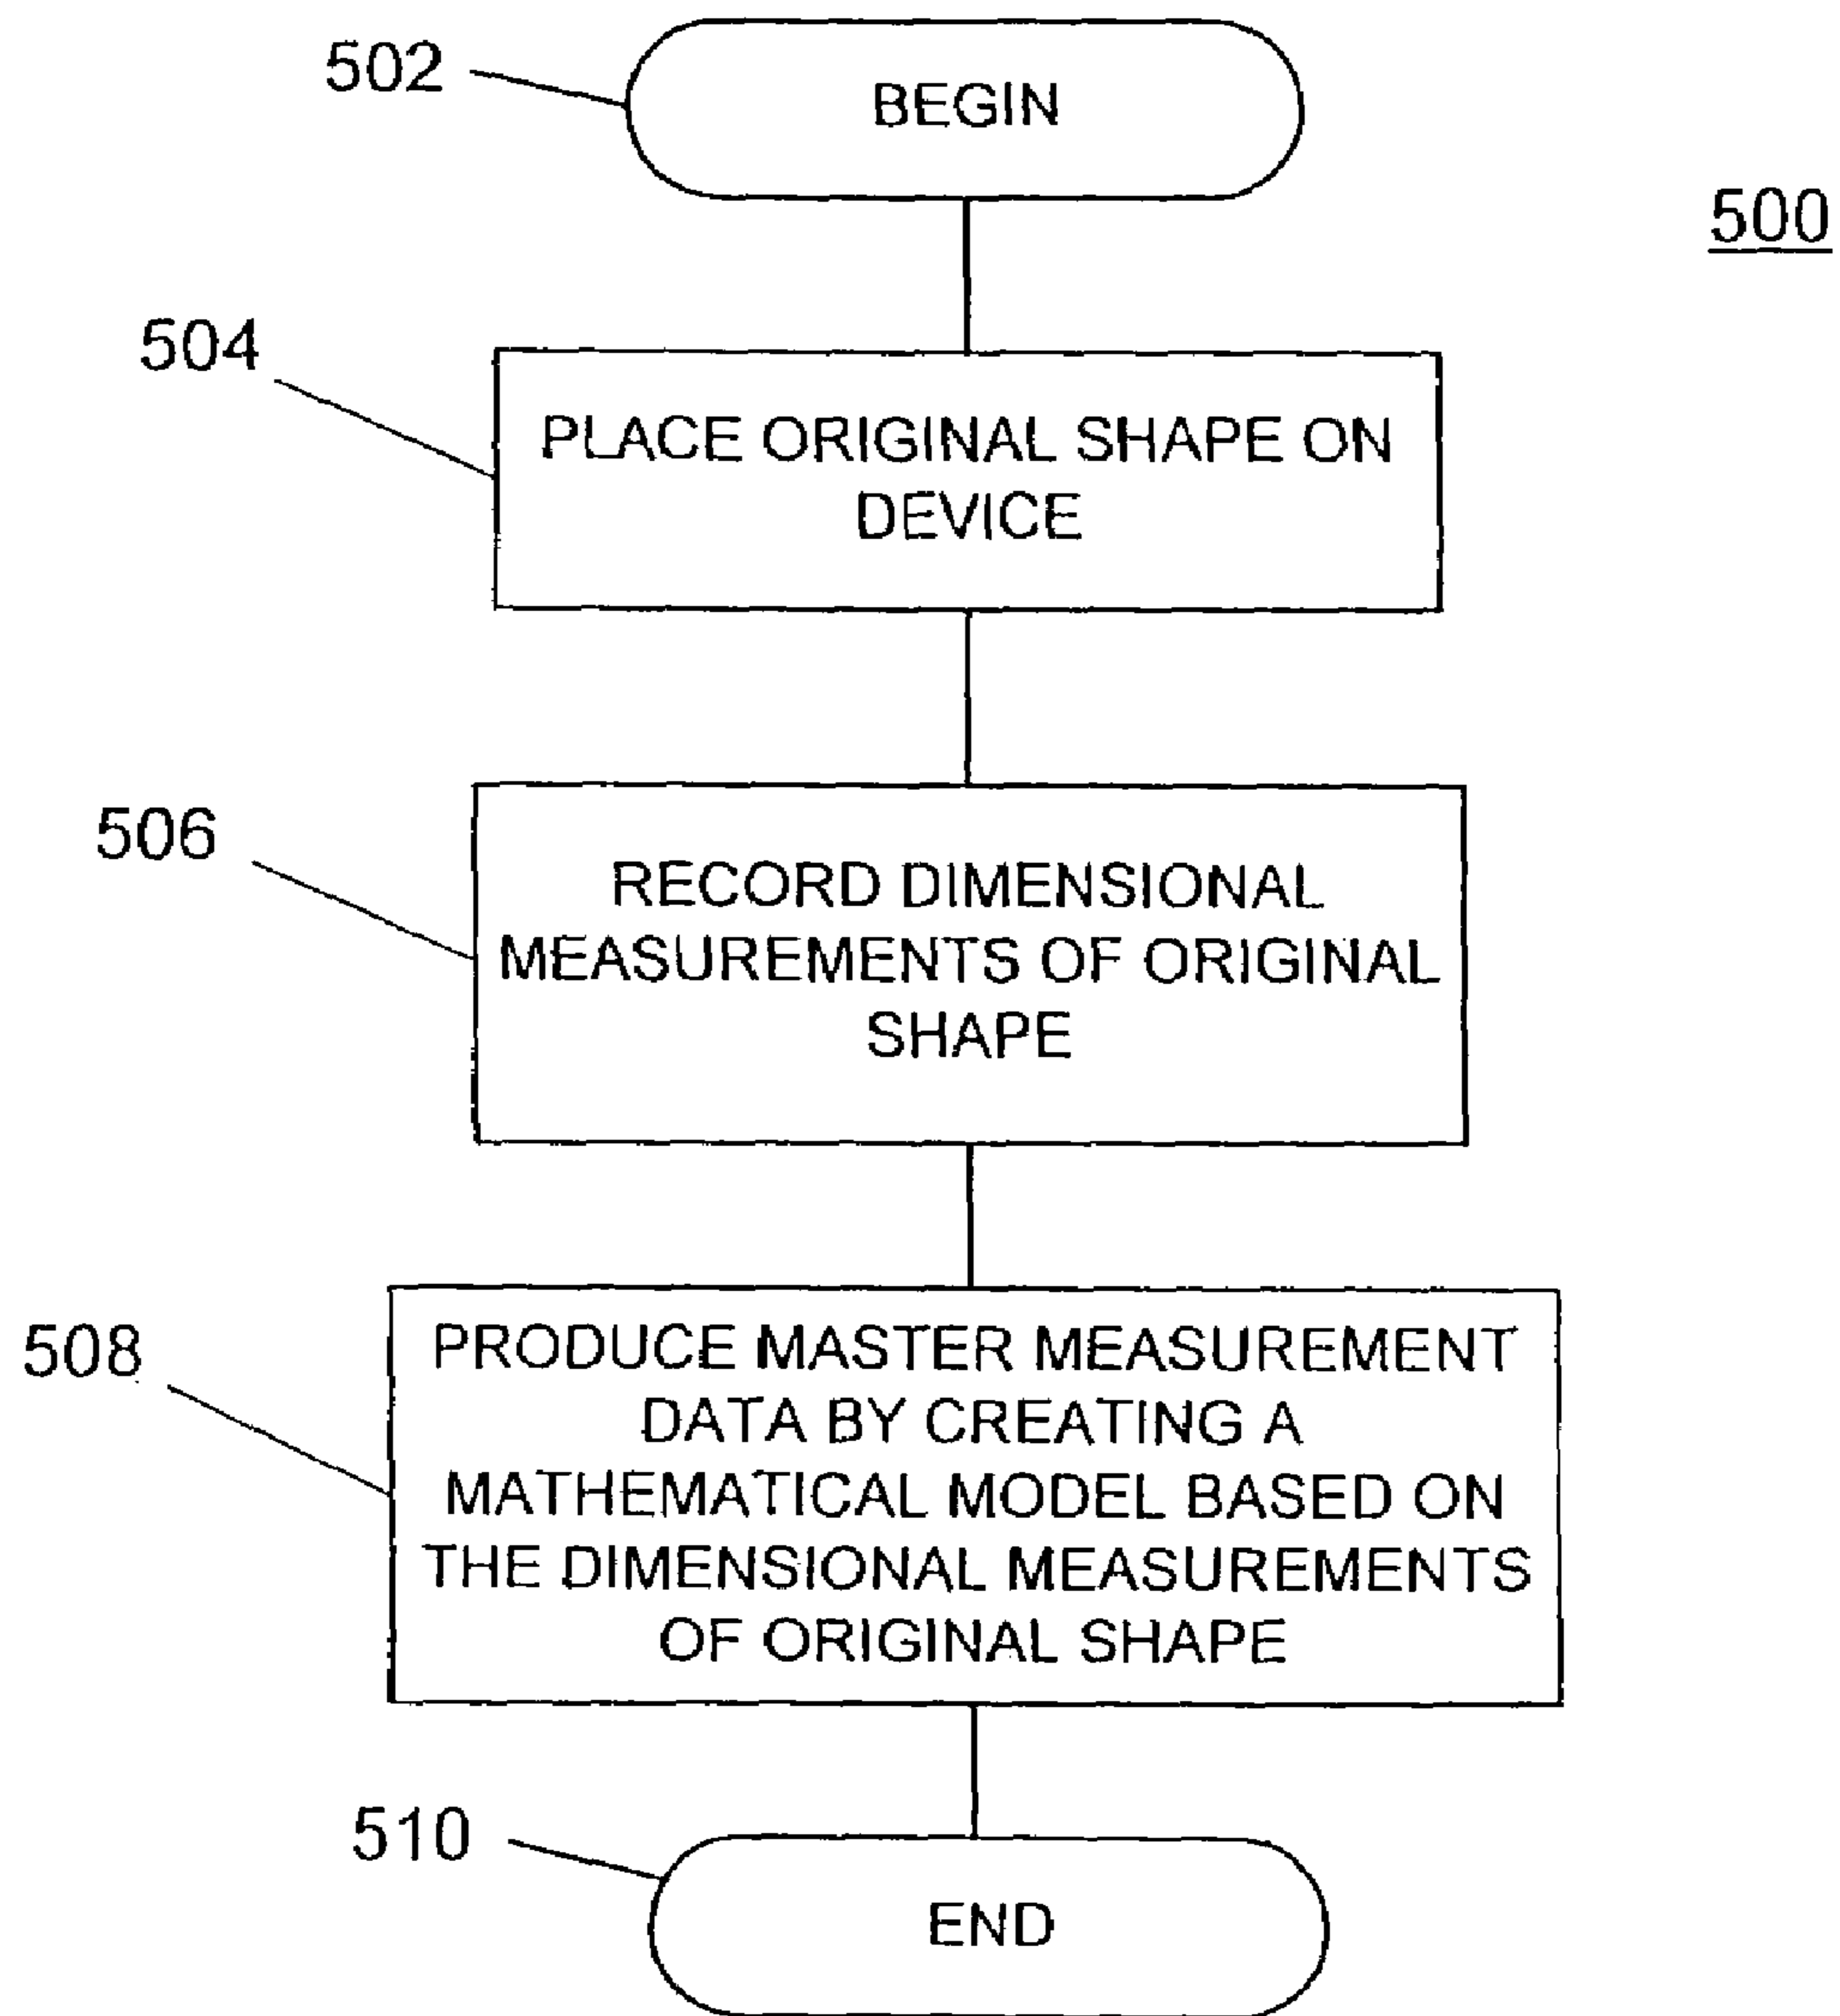 502
BEGIN
500
504
PLACE ORIGINAL SHAPE ON
DEVICE
506
RECORD DIMENSIONAL
MEASUREMENTS OF ORIGINAL
SHAPE
508
PRODUCE MASTER MEASUREMENT
DATA BY CREATING A
MATHEMATICAL MODEL BASED ON
THE DIMENSIONAL MEASUREMENTS
OF ORIGINAL SHAPE
510
END